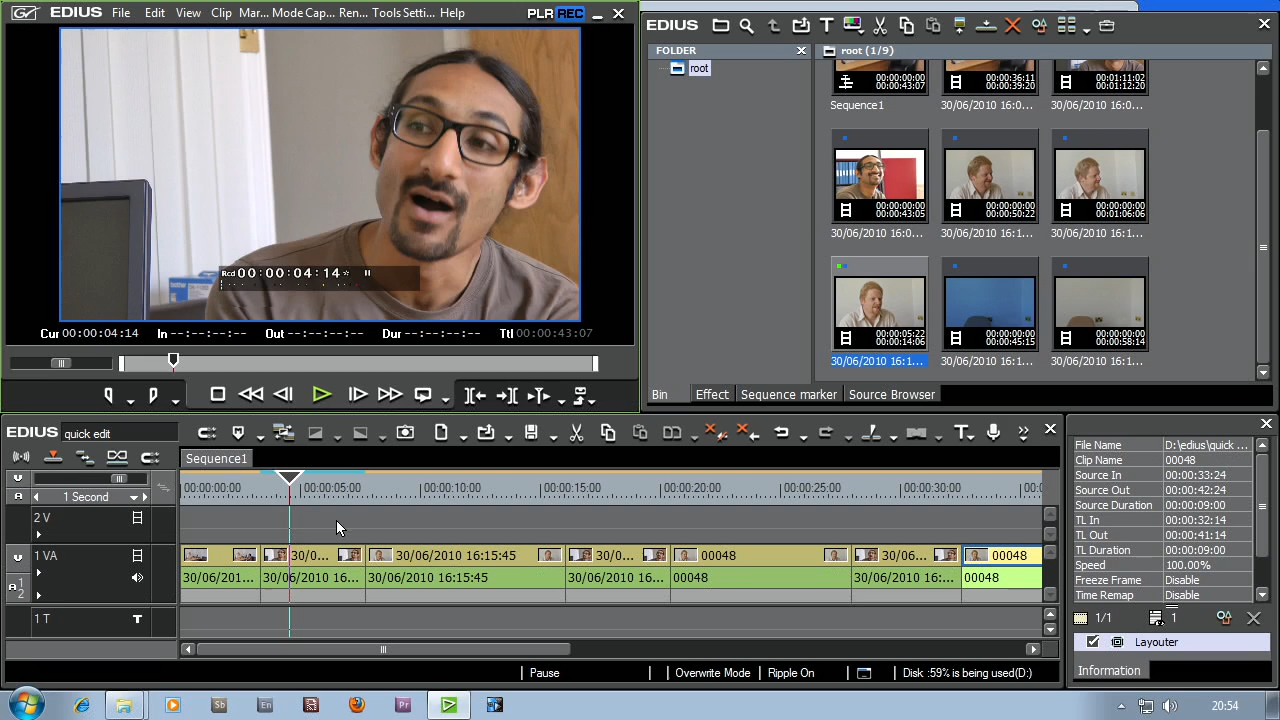 EDIUS File Edit View Clip Mar... Mode Cap... Ren... Tools Setti... Help PLR REC
Rcd 00:00:04:14
Cur 00:00:04:14 In --:--:--:-- Out --:--:--:-- Dur --:--:--:-- Ttl 00:00:43:07
EDIUS
FOLDER
root
root (1/9)
00:00:00:00 00:00:36:11 00:01:11:02
00:00:43:07 00:00:39:20 00:01:12:20
Sequence1 30/06/2010 16:0... 30/06/2010 16:0...
00:00:00:00 00:00:00:00 00:00:00:00
00:00:43:05 00:00:50:22 00:01:06:06
30/06/2010 16:0... 30/06/2010 16:1... 30/06/2010 16:1...
00:00:05:22 00:00:00:00 00:00:00:00
00:00:14:06 00:00:45:15 00:00:58:14
30/06/2010 16:1... 30/06/2010 16:1... 30/06/2010 16:1...
Bin Effect Sequence marker Source Browser
EDIUS quick edit
Sequence1
1 Second
00:00:00:00 00:00:05:00 00:00:10:00 00:00:15:00 00:00:20:00 00:00:25:00 00:00:30:00 00:0
2 V
1 VA
30/0... 30/06/2010 16:15:45 30/0... 00048 30/06... 00048
1
2
30/06/201... 30/06/2010 16... 30/06/2010 16:15:45 30/06/2010 16... 00048 30/06/2010 16:... 00048
1 T T
Pause Overwrite Mode Ripple On Disk :59% is being used(D:)
File Name D:\edius\quick ...
Clip Name 00048
Source In 00:00:33:24
Source Out 00:00:42:24
Source Duration 00:00:09:00
TL In 00:00:32:14
TL Out 00:00:41:14
TL Duration 00:00:09:00
Speed 100.00%
Freeze Frame Disable
Time Remap Disable
1/1 1
Layouter
Information
Sb En Pr 20:54